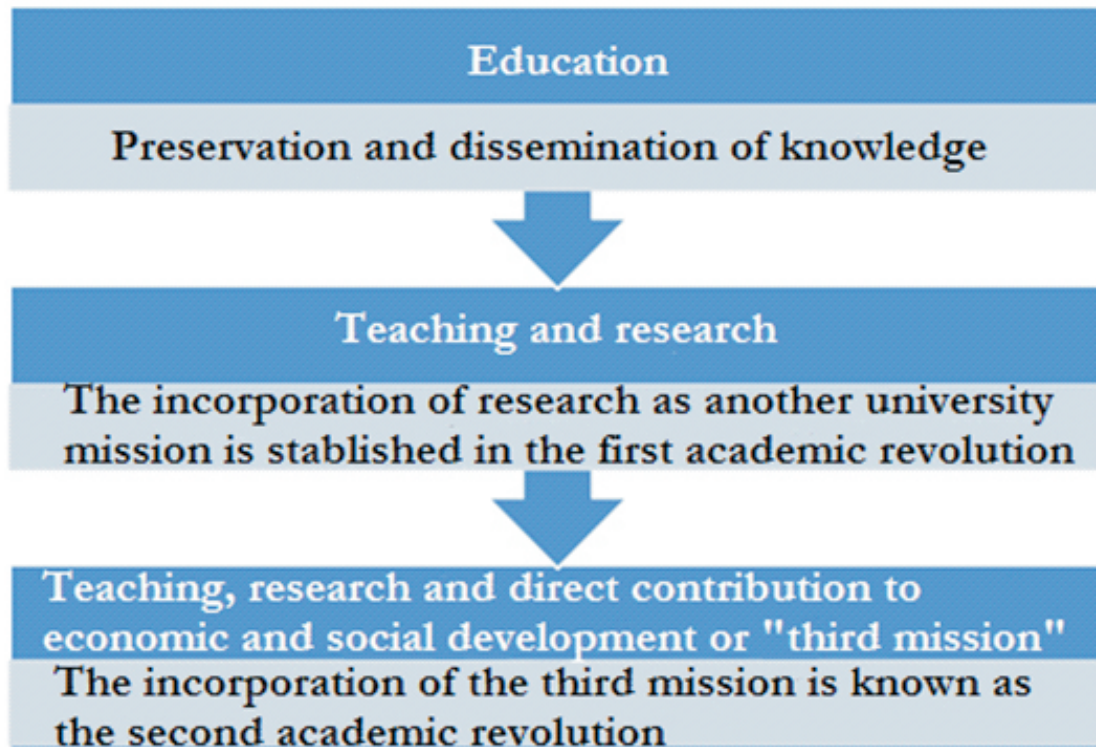 Education
Preservation and dissemination of knowledge
Teaching and research
The incorporation of research as another university
mission is stablished in the first academic revolution
Teaching, research and direct contribution to
economic and social development or "third mission"
The incorporation of the third mission is known as
the second academic revolution